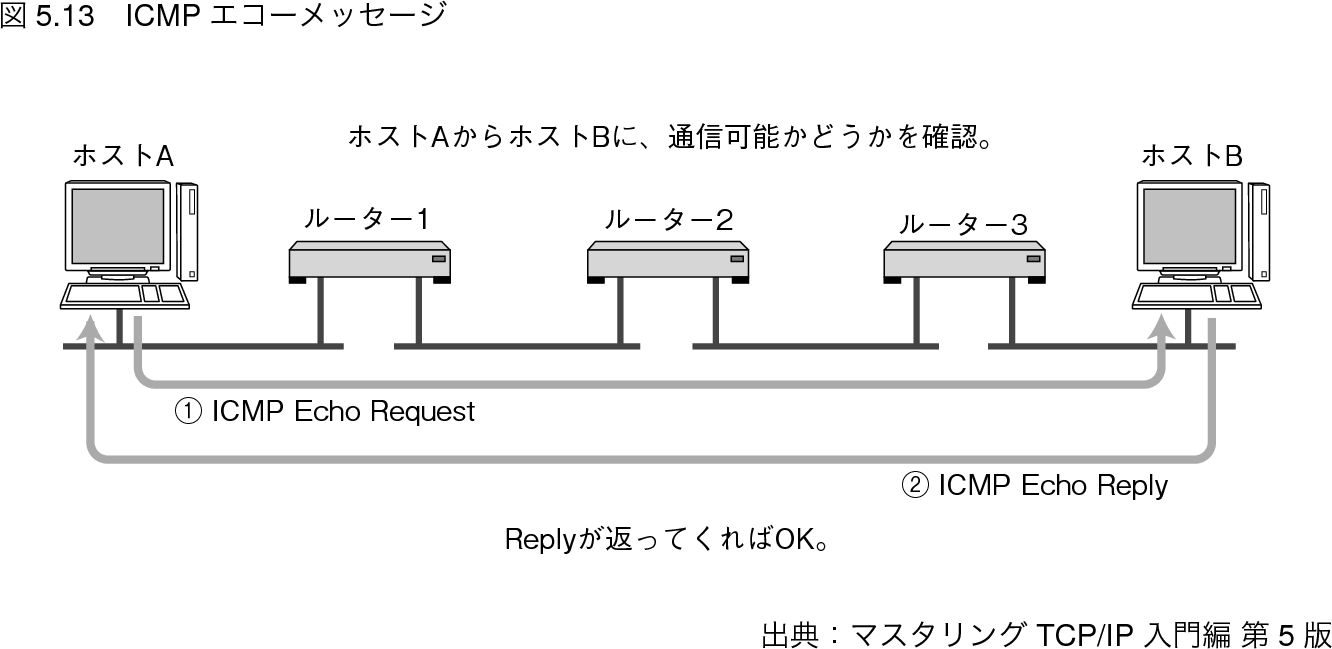 図 5.13　ICMP エコーメッセージ
ホストAからホストBに、通信可能かどうかを確認。
ホストA
ホストB
ルーター1
ルーター2
ルーター3
① ICMP Echo Request
② ICMP Echo Reply
Replyが返ってくればOK。
出典：マスタリング TCP/IP 入門編 第 5 版